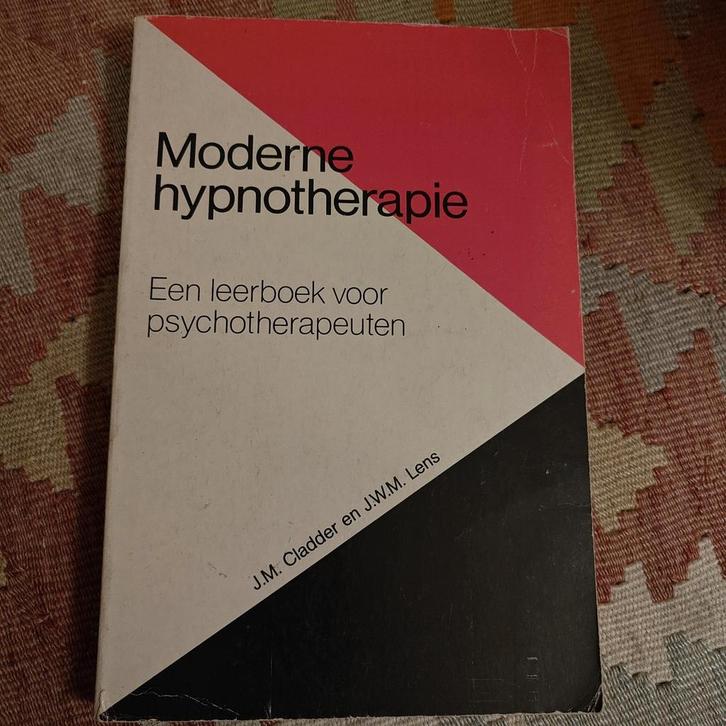 Moderne
hypnotherapie
Een leerboek voor
psychotherapeuten
J.M. Cladder en J.W.M. Lens